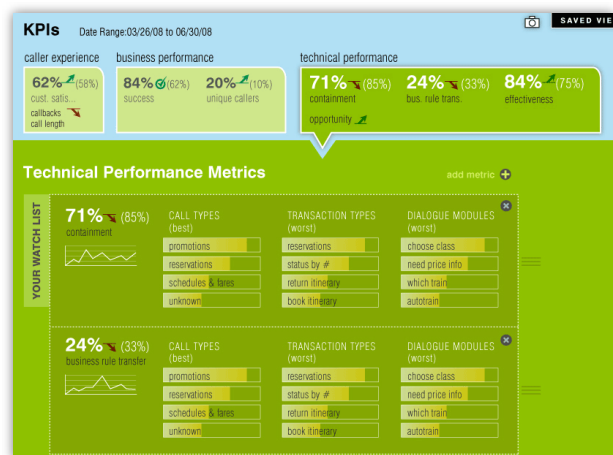 KPIs
Date Range:03/26/08 to 06/30/08
SAVED VIE
caller experience
business performance
technical performance
62% (58%)
cust. satis...
callbacks
call length
84% (62%)
success
20% (10%)
unique callers
71% (85%)
containment
24% (33%)
bus. rule trans.
84% (75%)
effectiveness
opportunity
Technical Performance Metrics
add metric
YOUR WATCH LIST
71% (85%)
containment
CALL TYPES
(best)
promotions
reservations
schedules & fares
unknown
TRANSACTION TYPES
(worst)
reservations
status by #
return itinerary
book itinerary
DIALOGUE MODULES
(worst)
choose class
need price info
which train
autotrain
24% (33%)
business rule transfer
CALL TYPES
(best)
promotions
reservations
schedules & fares
unknown
TRANSACTION TYPES
(worst)
reservations
status by #
return itinerary
book itinerary
DIALOGUE MODULES
(worst)
choose class
need price info
which train
autotrain